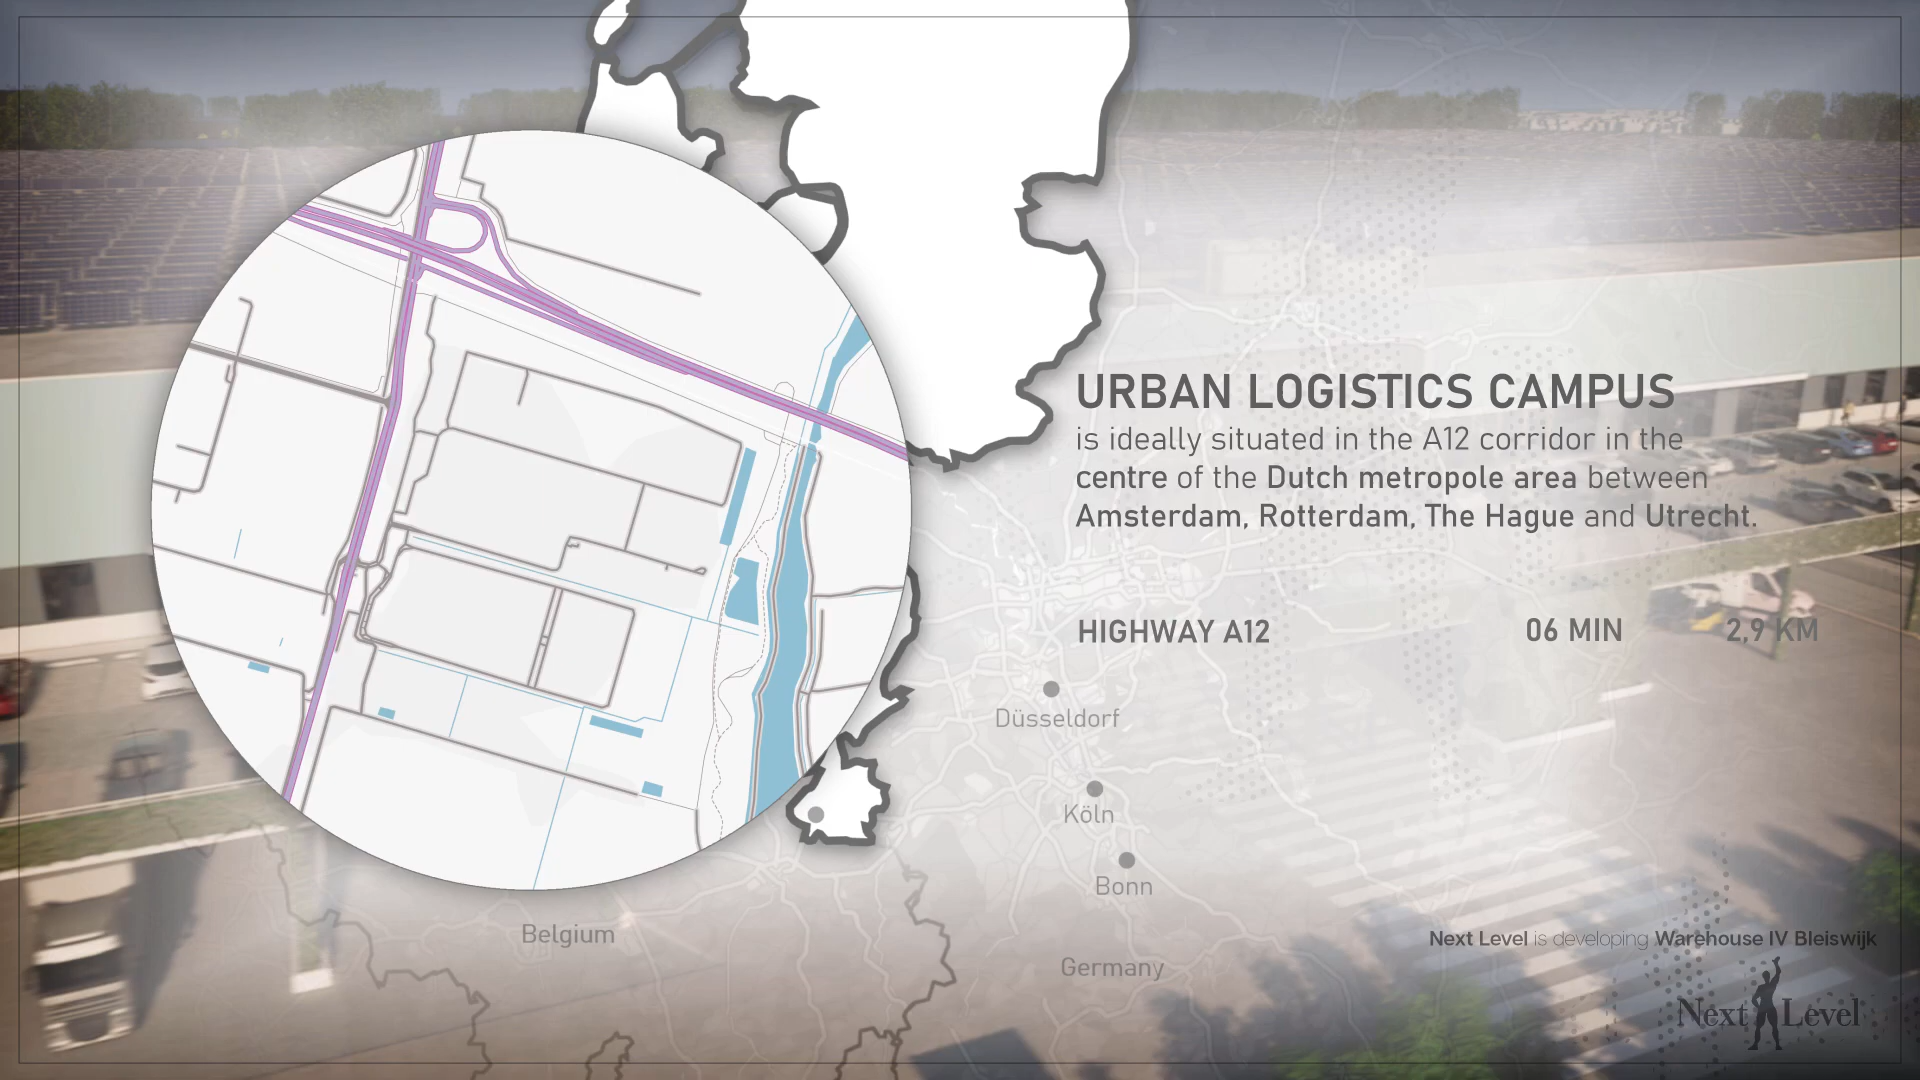 URBAN LOGISTICS CAMPUS
is ideally situated in the A12 corridor in the
centre of the Dutch metropole area between
Amsterdam, Rotterdam, The Hague and Utrecht.
HIGHWAY A12 06 MIN 2,9 KM
Düsseldorf
Köln
Bonn
Belgium
Germany
Next Level is developing Warehouse IV Bleiswijk
Next Level